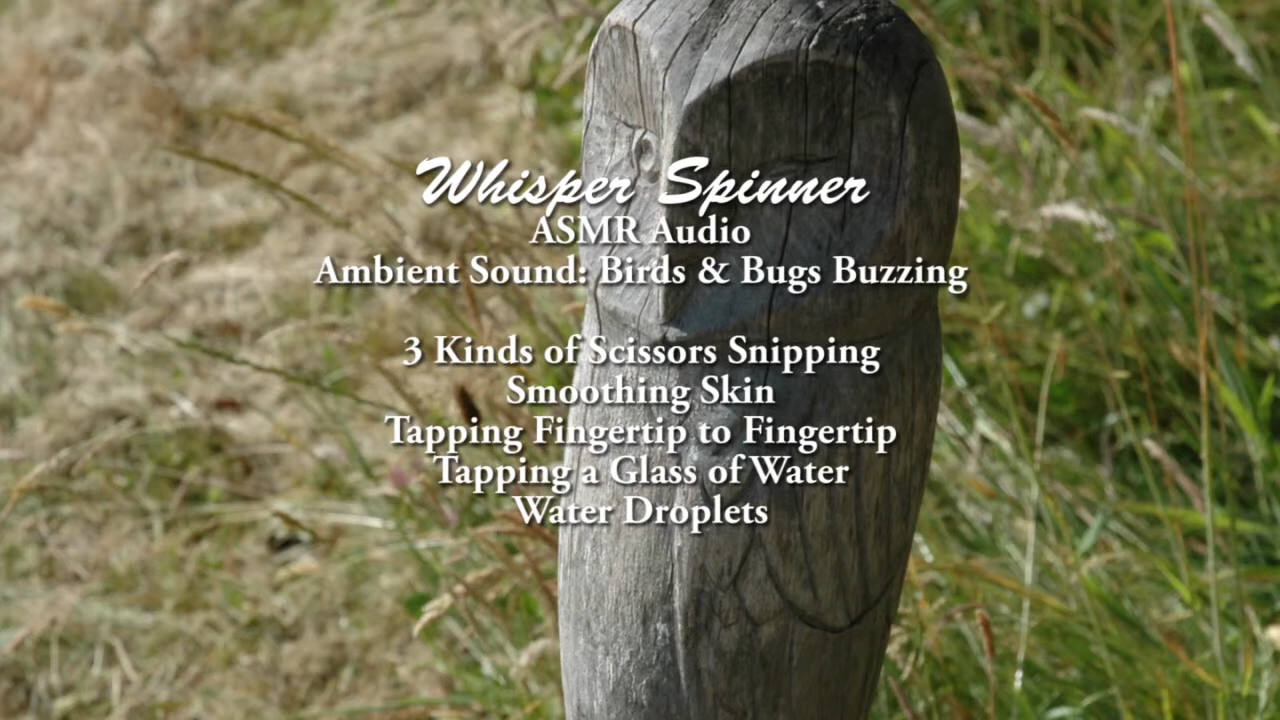 Whisper Spinner
ASMR Audio
Ambient Sound: Birds & Bugs Buzzing
3 Kinds of Scissors Snipping
Smoothing Skin
Tapping Fingertip to Fingertip
Tapping a Glass of Water
Water Droplets